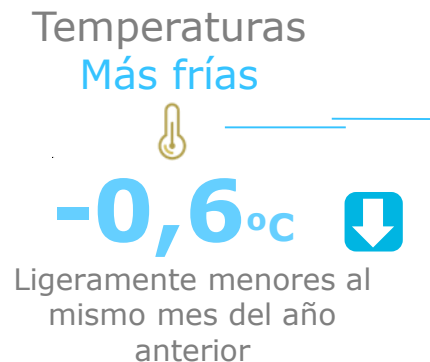 Temperaturas
Más frías
-0,6ºC
Ligeramente menores al
mismo mes del año
anterior